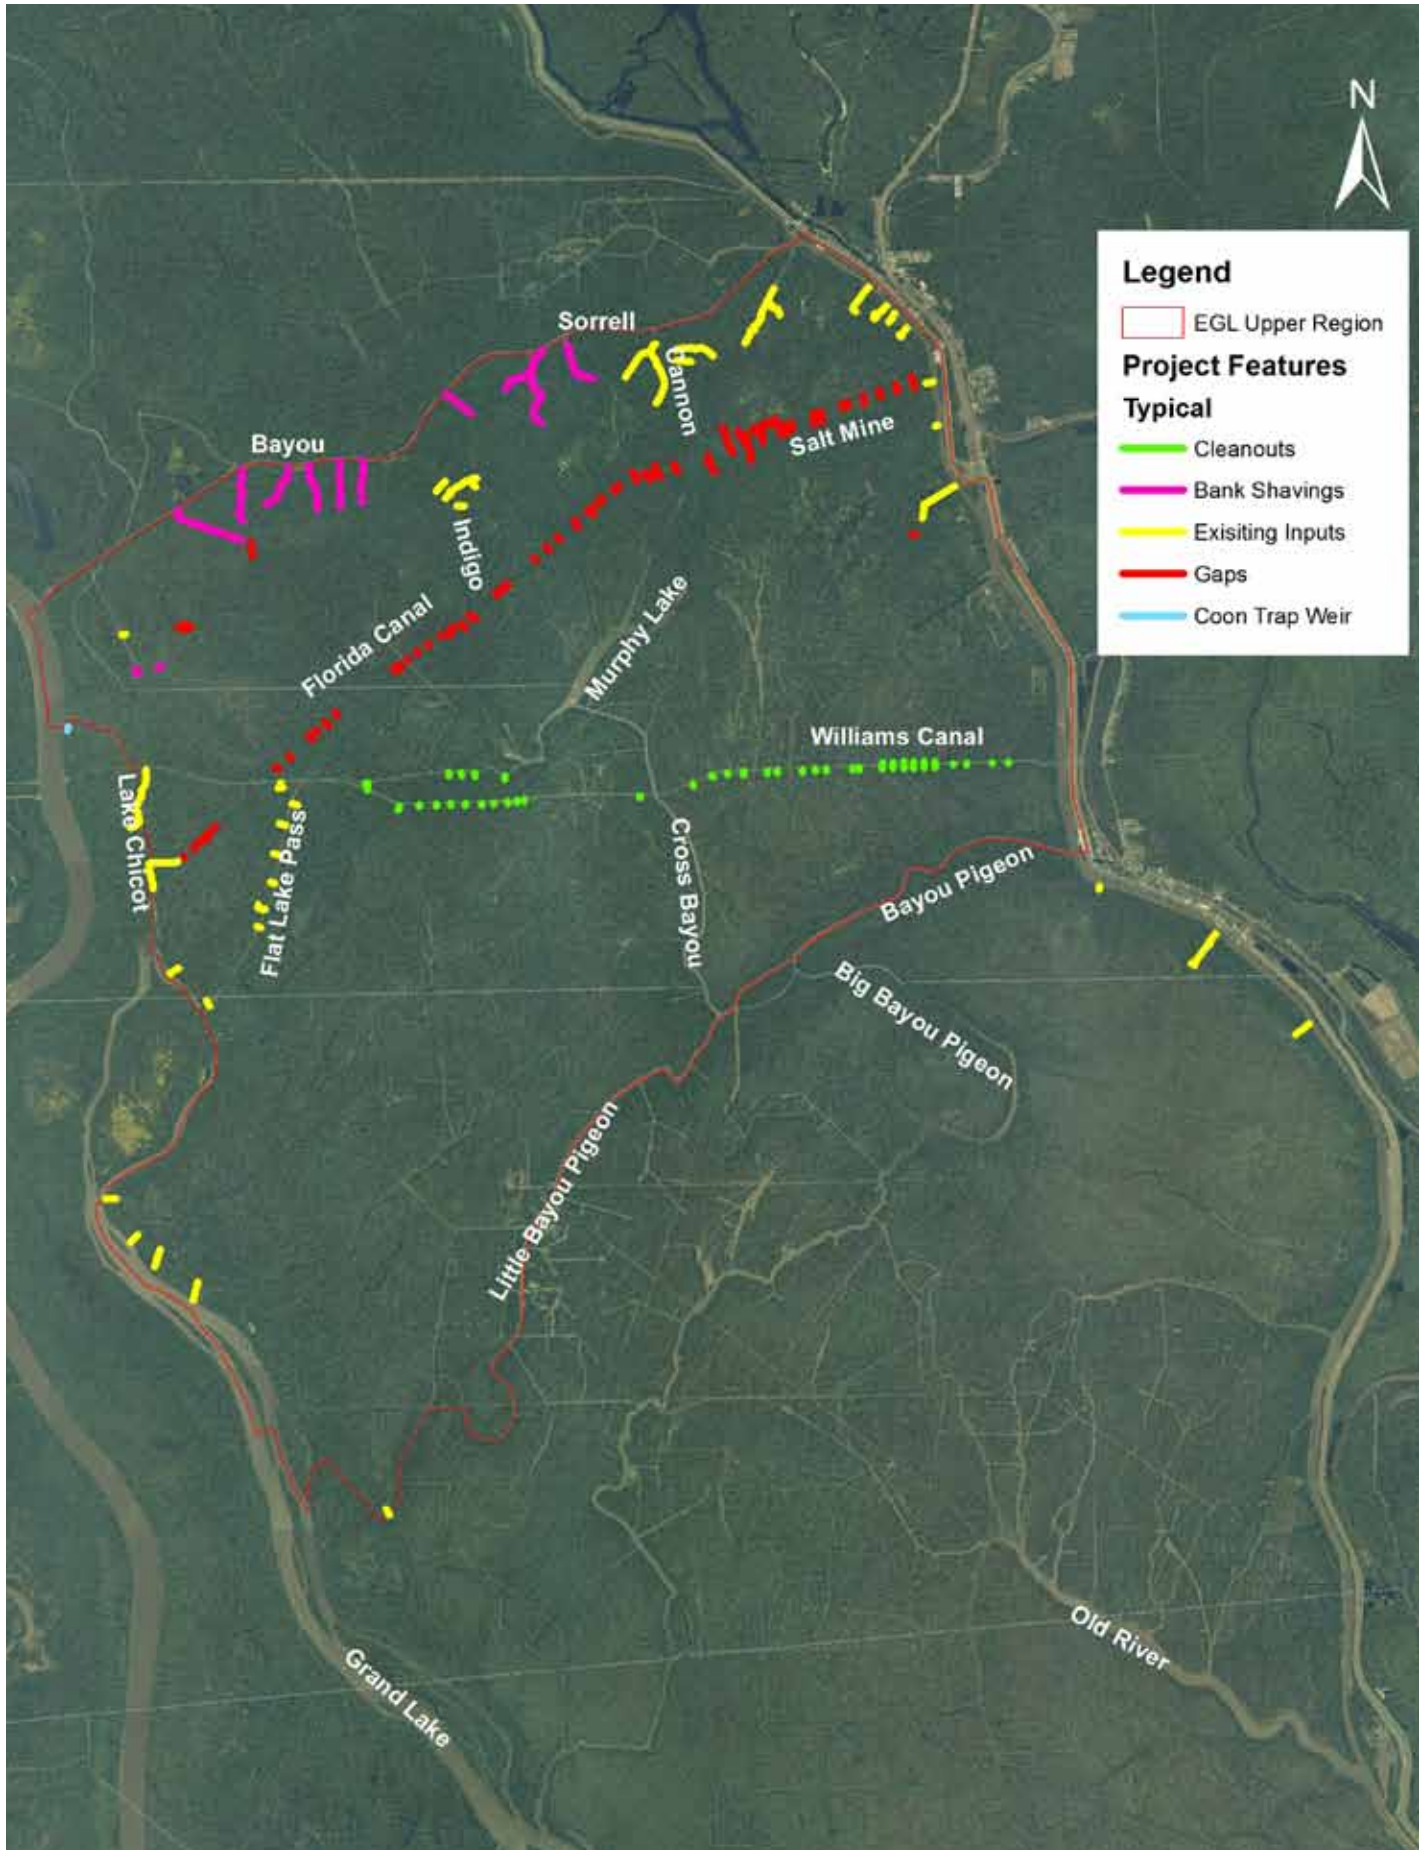 N
Legend
EGL Upper Region
Project Features
Typical
Cleanouts
Bank Shavings
Exisiting Inputs
Gaps
Coon Trap Weir
Sorrell
Cannon
Salt Mine
Bayou
Indigo
Florida Canal
Murphy Lake
Williams Canal
Lake Chicot
Flat Lake Pass
Cross Bayou
Bayou Pigeon
Big Bayou Pigeon
Little Bayou Pigeon
Old River
Grand Lake